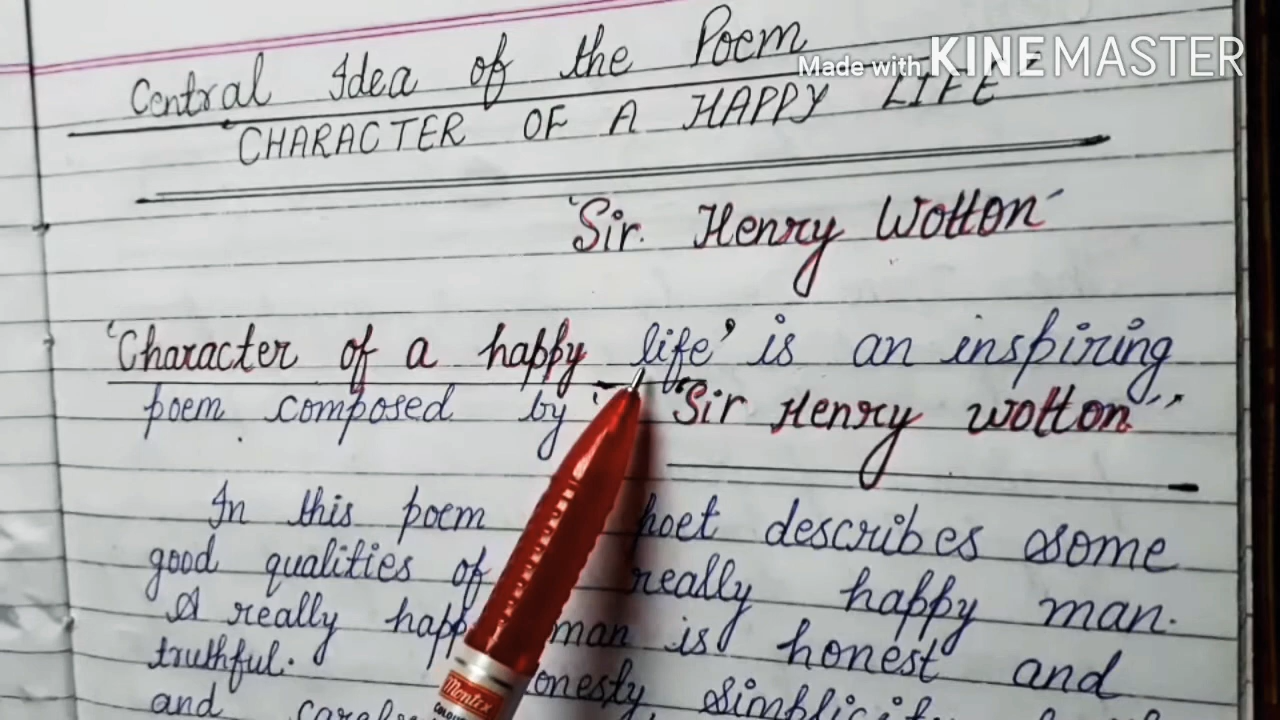 Made with KINEMASTER
Central Idea of the Poem
"CHARACTER OF A HAPPY LIFE"
'Sir. Henry Wotton'
'Character of a happy life' is an inspiring
poem composed by "Sir Henry Wotton"
In this poem poet describes some
good qualities of really happy man.
A really happy man is honest and
truthful.
Montex
and